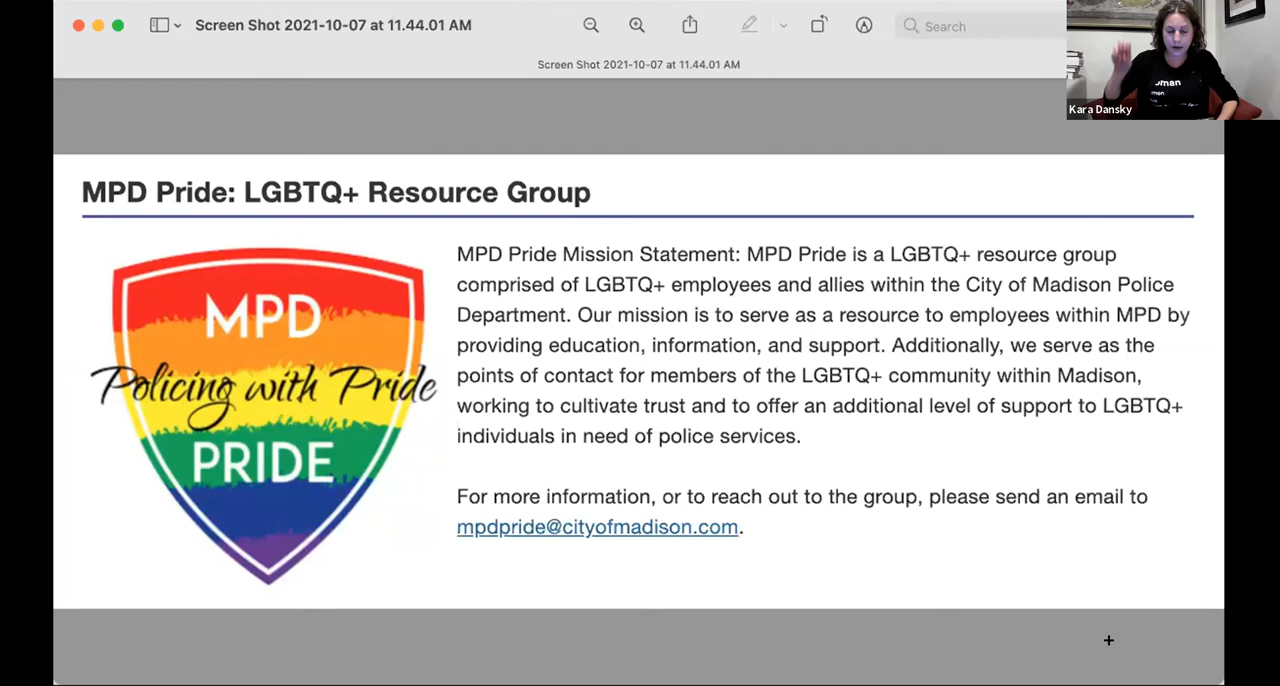 Screen Shot 2021-10-07 at 11.44.01 AM
Search
Screen Shot 2021-10-07 at 11.44.01 AM
Kara Dansky
MPD Pride: LGBTQ+ Resource Group
MPD
Policing with Pride
PRIDE
MPD Pride Mission Statement: MPD Pride is a LGBTQ+ resource group
comprised of LGBTQ+ employees and allies within the City of Madison Police
Department. Our mission is to serve as a resource to employees within MPD by
providing education, information, and support. Additionally, we serve as the
points of contact for members of the LGBTQ+ community within Madison,
working to cultivate trust and to offer an additional level of support to LGBTQ+
individuals in need of police services.
For more information, or to reach out to the group, please send an email to
mpdpride@cityofmadison.com.